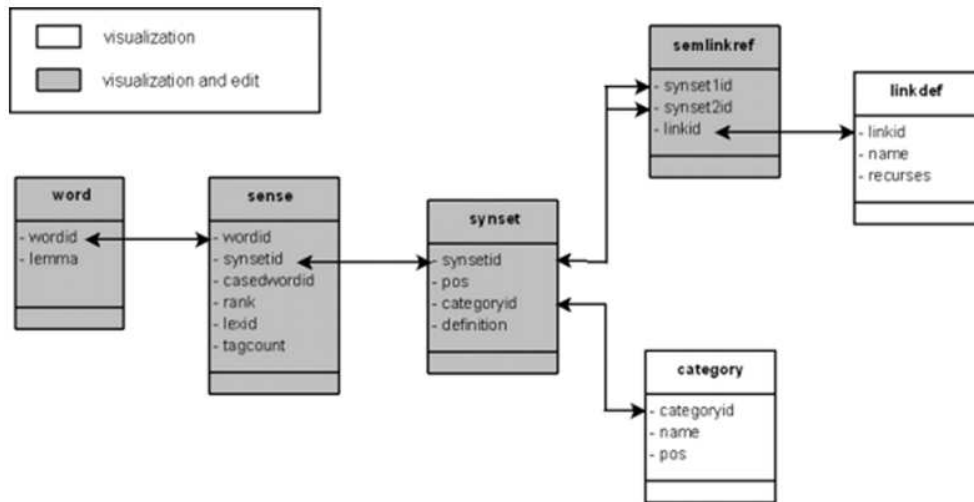 visualization
visualization and edit
word
- wordid
- lemma
sense
- wordid
- synsetid
- casedwordid
- rank
- lexid
- tagcount
synset
- synsetid
- pos
- categoryid
- definition
semlinkref
- synset1id
- synset2id
- linkid
linkdef
- linkid
- name
- recurses
category
- categoryid
- name
- pos